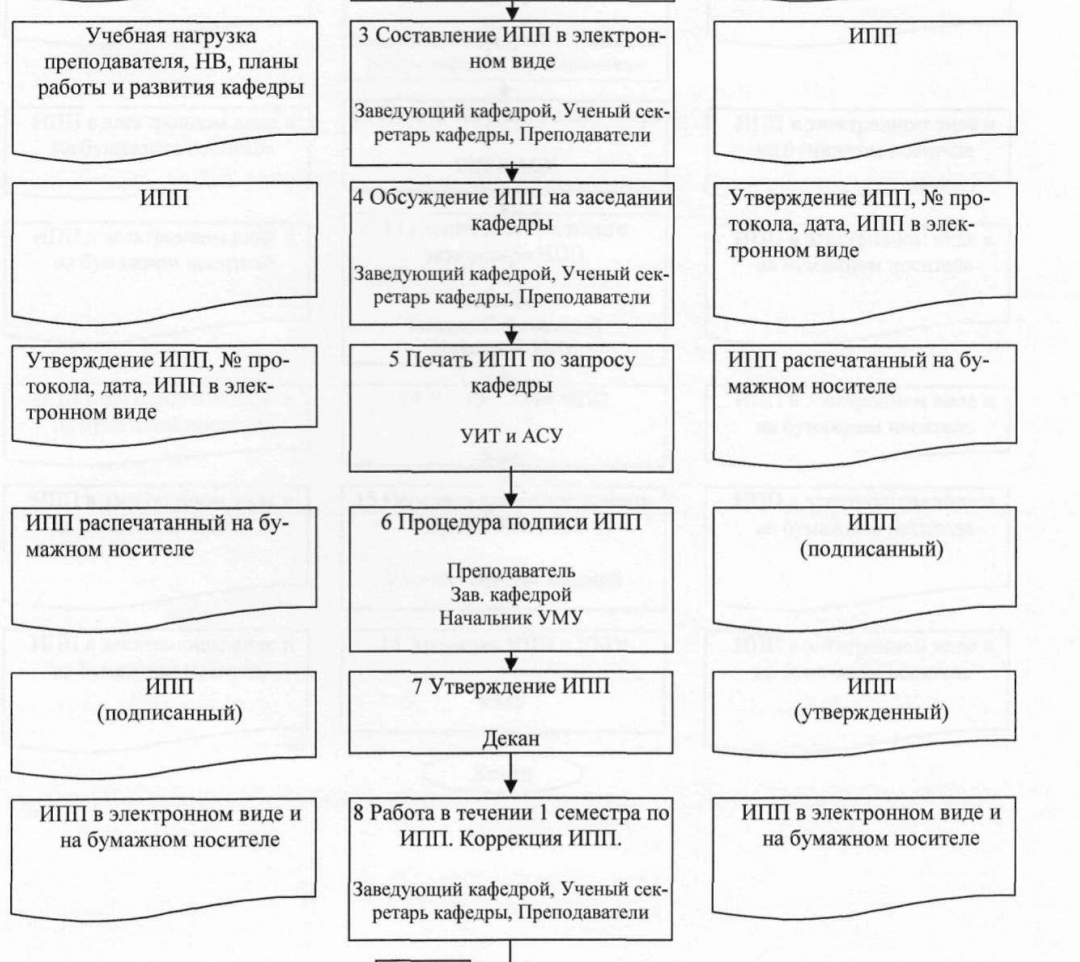 Учебная нагрузка
преподавателя, НВ, планы
работы и развития кафедры
3 Составление ИПП в электрон-
ном виде
Заведующий кафедрой, Ученый сек-
ретарь кафедры, Преподаватели
ИПП
ИПП
4 Обсуждение ИПП на заседании
кафедры
Заведующий кафедрой, Ученый сек-
ретарь кафедры, Преподаватели
Утверждение ИПП, № про-
токола, дата, ИПП в элек-
тронном виде
Утверждение ИПП, № про-
токола, дата, ИПП в элек-
тронном виде
5 Печать ИПП по запросу
кафедры
УИТ и АСУ
ИПП распечатанный на бу-
мажном носителе
ИПП распечатанный на бу-
мажном носителе
6 Процедура подписи ИПП
Преподаватель
Зав. кафедрой
Начальник УМУ
ИПП
(подписанный)
ИПП
(подписанный)
7 Утверждение ИПП
Декан
ИПП
(утвержденный)
ИПП в электронном виде и
на бумажном носителе
8 Работа в течении 1 семестра по
ИПП. Коррекция ИПП.
Заведующий кафедрой, Ученый сек-
ретарь кафедры, Преподаватели
ИПП в электронном виде и
на бумажном носителе